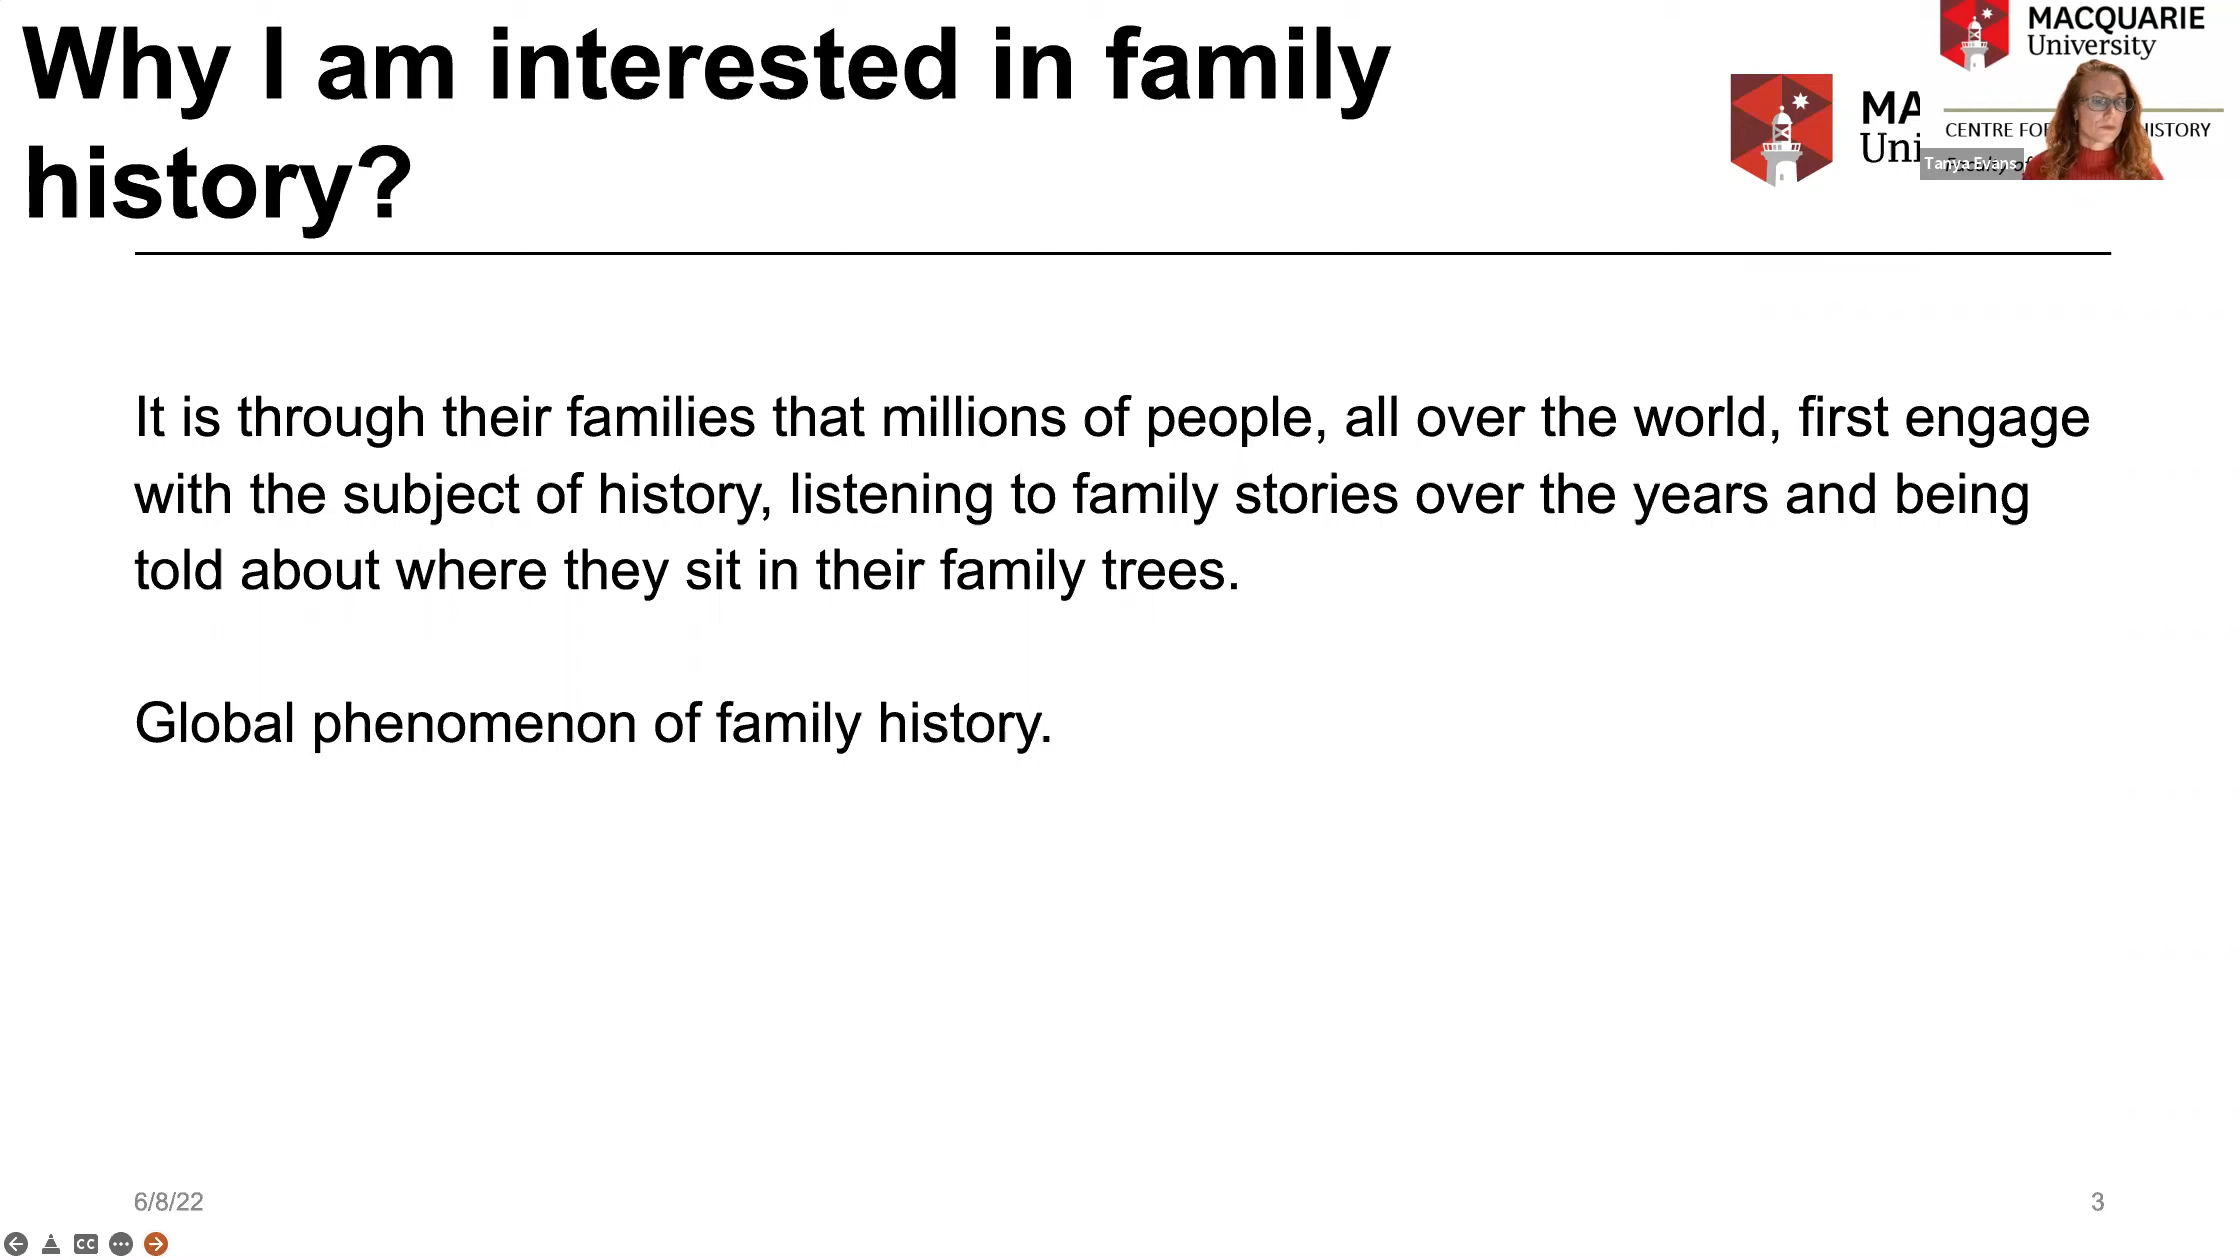 Why I am interested in family
history?
MACQUARIE
University
MA
Uni
CENTRE FOR
HISTORY
Tanya Evans
It is through their families that millions of people, all over the world, first engage
with the subject of history, listening to family stories over the years and being
told about where they sit in their family trees.
Global phenomenon of family history.
6/8/22
3
CC